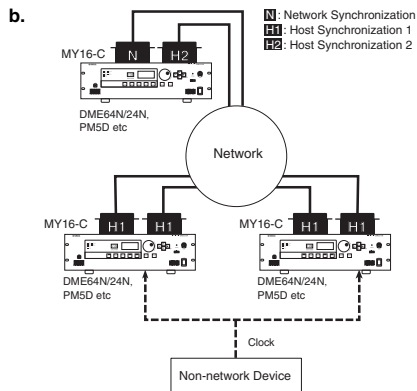 b.
N : Network Synchronization
H1 : Host Synchronization 1
H2 : Host Synchronization 2
MY16-C
N
H2
DME64N/24N,
PM5D etc
Network
MY16-C
H1
H1
MY16-C
H1
H1
DME64N/24N,
PM5D etc
DME64N/24N,
PM5D etc
Clock
Non-network Device